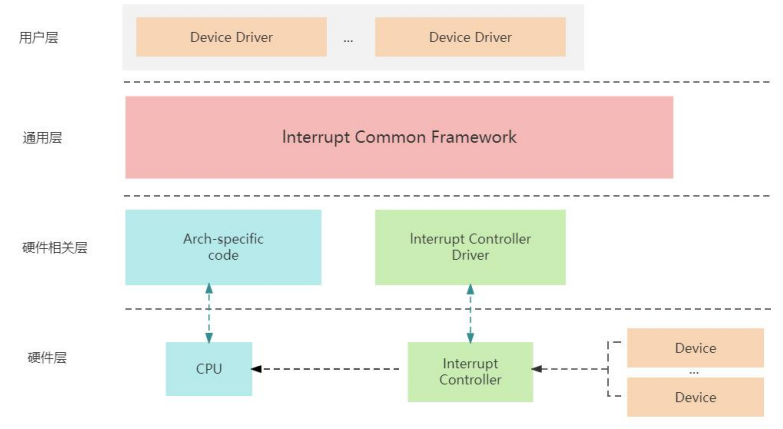 用户层
Device Driver
...
Device Driver
通用层
Interrupt Common Framework
硬件相关层
Arch-specific
code
Interrupt Controller
Driver
硬件层
CPU
Interrupt
Controller
Device
...
Device